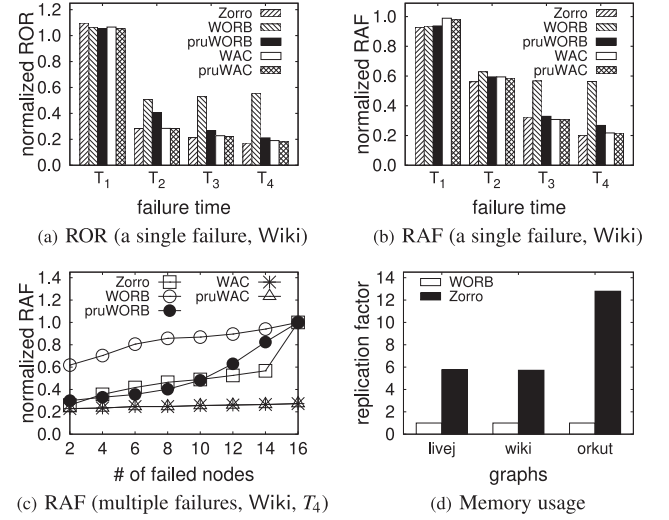 normalized ROR
1.4
1.2
1.0
0.8
0.6
0.4
0.2
0.0
Zorro
WORB
pruWORB
WAC
pruWAC
T1 T2 T3 T4
failure time
(a) ROR (a single failure, Wiki)
normalized RAF
1.4
1.2
1.0
0.8
0.6
0.4
0.2
0.0
Zorro
WORB
pruWORB
WAC
pruWAC
T1 T2 T3 T4
failure time
(b) RAF (a single failure, Wiki)
normalized RAF
1.4
1.2
1.0
0.8
0.6
0.4
0.2
0.0
Zorro
WORB
pruWORB
WAC
pruWAC
2 4 6 8 10 12 14 16
# of failed nodes
(c) RAF (multiple failures, Wiki, T4)
replication factor
14
12
10
8
6
4
2
0
WORB
Zorro
livej wiki orkut
graphs
(d) Memory usage